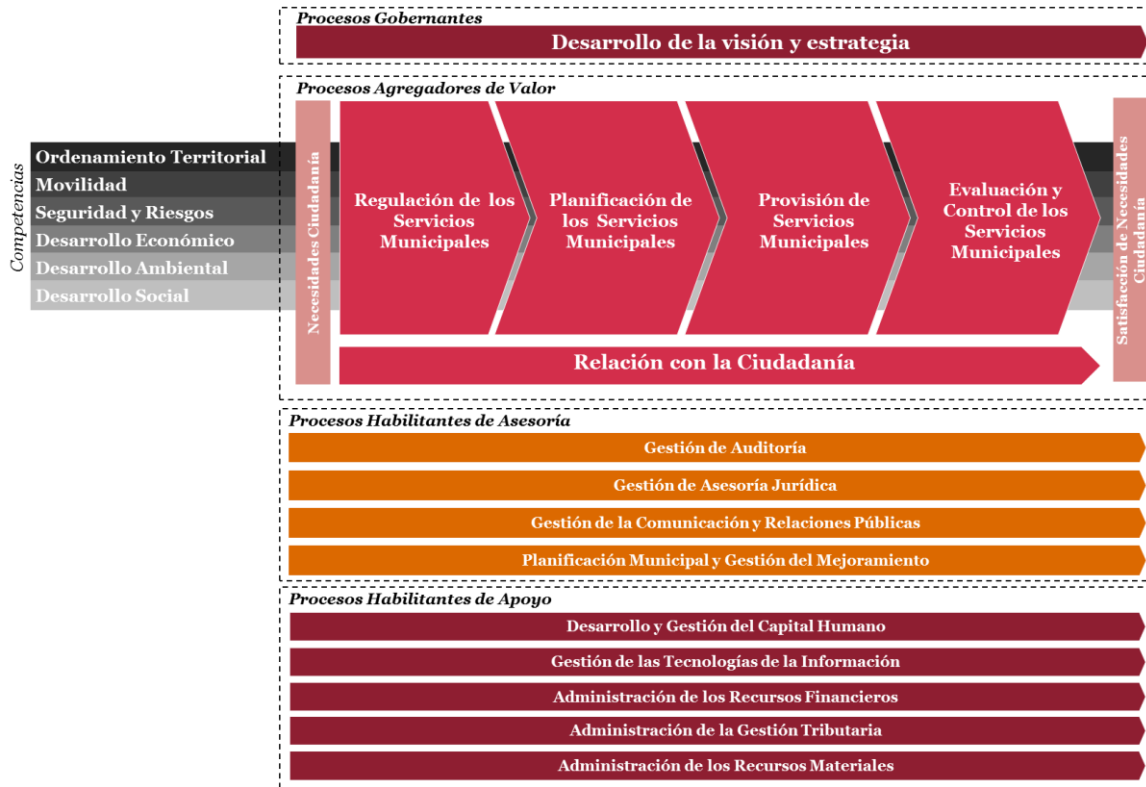 Procesos Gobernantes
Desarrollo de la visión y estrategia
Procesos Agregadores de Valor
Competencias
Ordenamiento Territorial
Movilidad
Seguridad y Riesgos
Desarrollo Económico
Desarrollo Ambiental
Desarrollo Social
Necesidades Ciudadanía
Regulación de los
Servicios
Municipales
Planificación de
los Servicios
Municipales
Provisión de
Servicios
Municipales
Evaluación y
Control de los
Servicios
Municipales
Satisfacción de Necesidades
Ciudadanía
Relación con la Ciudadanía
Procesos Habilitantes de Asesoría
Gestión de Auditoría
Gestión de Asesoría Jurídica
Gestión de la Comunicación y Relaciones Públicas
Planificación Municipal y Gestión del Mejoramiento
Procesos Habilitantes de Apoyo
Desarrollo y Gestión del Capital Humano
Gestión de las Tecnologías de la Información
Administración de los Recursos Financieros
Administración de la Gestión Tributaria
Administración de los Recursos Materiales